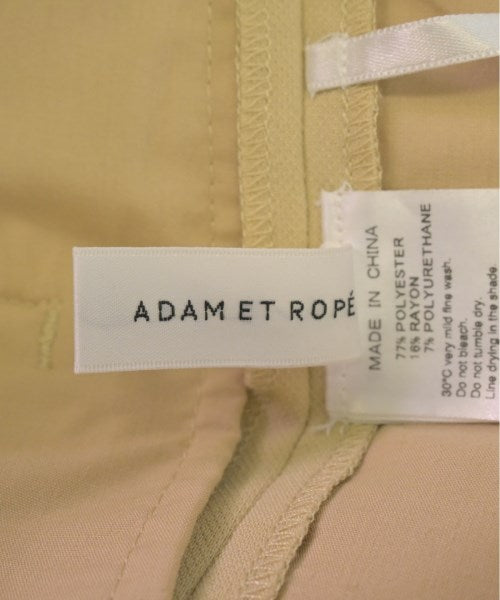 ADAM ET ROPÉ
MADE IN CHINA
77% POLYESTER
16% RAYON
7% POLYURETHANE
30°C very mild fine wash.
Do not bleach.
Do not tumble dry.
Line drying in the shade.